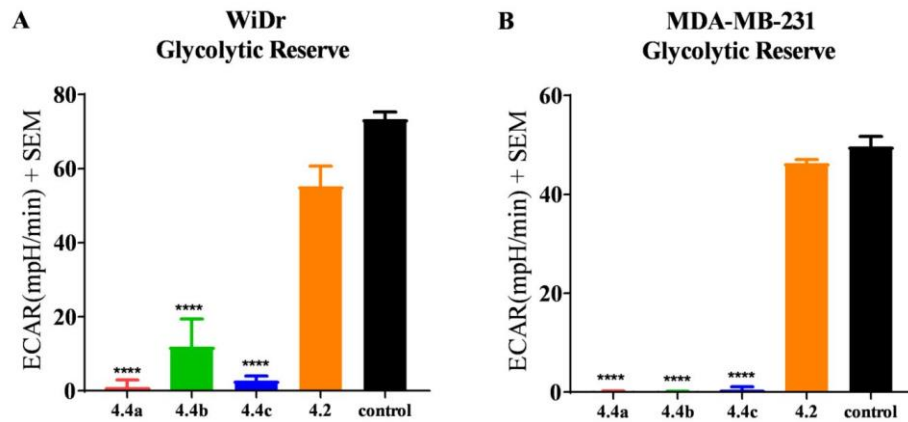 A
WiDr
Glycolytic Reserve
ECAR(mpH/min) + SEM
80
60
40
20
0
****
****
****
4.4a 4.4b 4.4c 4.2 control
B
MDA-MB-231
Glycolytic Reserve
ECAR(mpH/min) + SEM
60
40
20
0
**** **** ****
4.4a 4.4b 4.4c 4.2 control